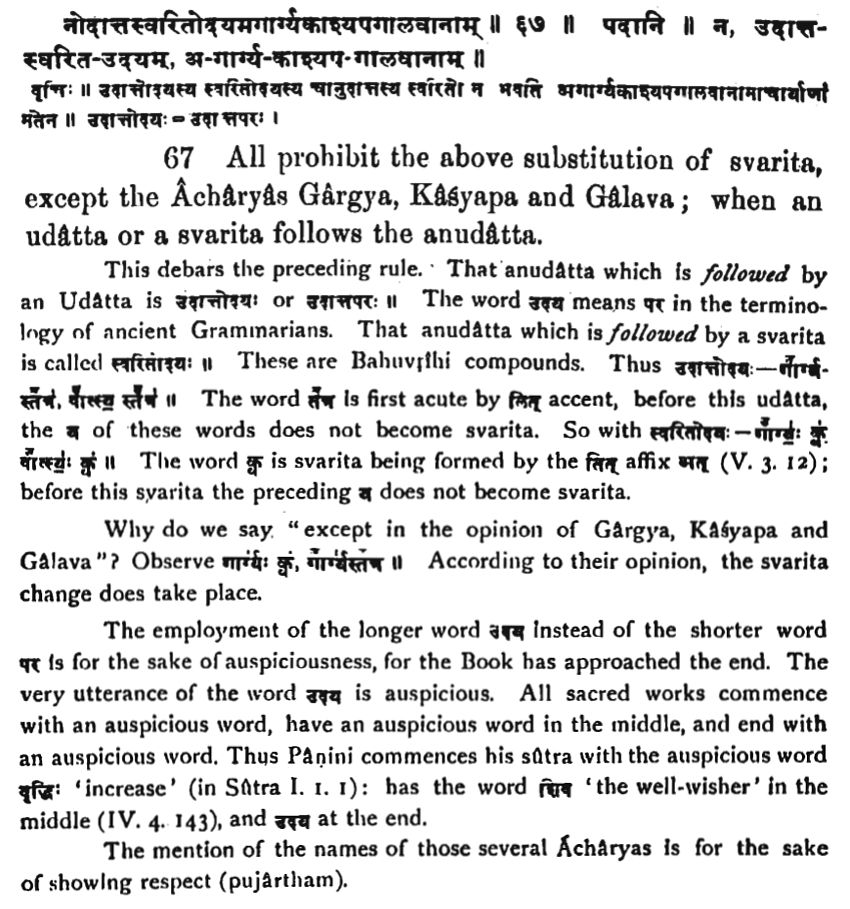 नोदात्तस्वरितोदयमगार्ग्यकाश्यपगालवानाम् ॥ ६७ ॥ पदानि ॥ न, उदात्त-
स्वरित-उदयम्, अ-गार्ग्य-काश्यप-गालवानाम् ॥
वृत्तिः ॥ उदात्तोदयस्य स्वरितोदयस्य चानुदात्तस्य स्वरितो न भवति अगार्ग्यकाश्यपगालवानामाचार्याणां
मतेन ॥ उदात्तोदयः = उदात्तपरः ।
67 All prohibit the above substitution of svarita,
except the Âchâryâs Gârgya, Kâśyapa and Gâlava; when an
udâtta or a svarita follows the anudâtta.
This debars the preceding rule. That anudâtta which is followed by
an Udâtta is उदात्तोदयः or उदात्तपरः ॥ The word उदय means पर in the termino-
logy of ancient Grammarians. That anudâtta which is followed by a svarita
is called स्वरितोदयः ॥ These are Bahuvṛîhi compounds. Thus उदात्तोदयः—
The word is first acute by लित् accent, before this udâtta,
the य of these words does not become svarita. So with स्वरितोदयः—
The word क्व is svarita being formed by the तित् affix अत् (V. 3. 12);
before this svarita the preceding य does not become svarita.
Why do we say "except in the opinion of Gârgya, Kâśyapa and
Gâlava"? Observe According to their opinion, the svarita
change does take place.
The employment of the longer word उदय instead of the shorter word
पर is for the sake of auspiciousness, for the Book has approached the end. The
very utterance of the word उदय is auspicious. All sacred works commence
with an auspicious word, have an auspicious word in the middle, and end with
an auspicious word. Thus Pâṇini commences his sûtra with the auspicious word
वृद्धिः 'increase' (in Sûtra I. 1. 1): has the word शिव 'the well-wisher' in the
middle (IV. 4. 143), and उदय at the end.
The mention of the names of those several Áchâryas is for the sake
of showing respect (pujârtham).